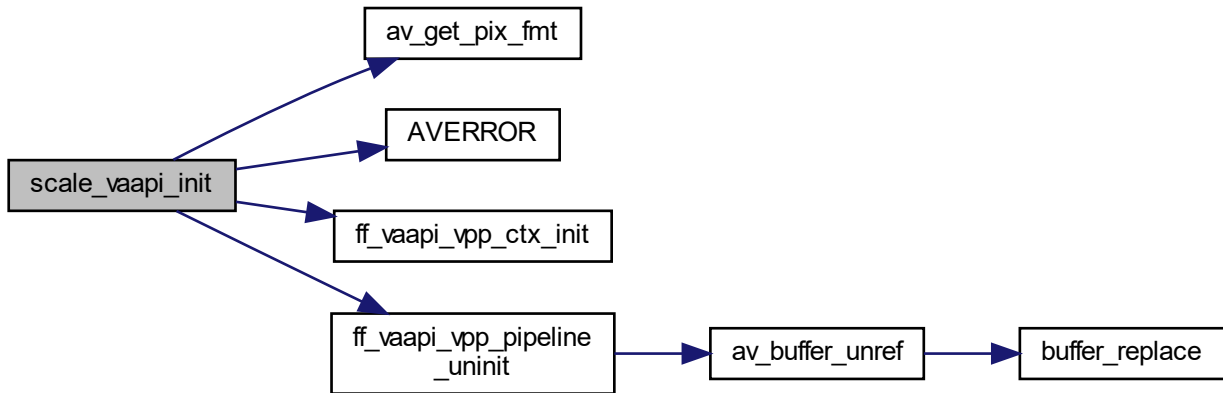 av_get_pix_fmt
AVERROR
scale_vaapi_init
ff_vaapi_vpp_ctx_init
ff_vaapi_vpp_pipeline
_uninit
av_buffer_unref
buffer_replace